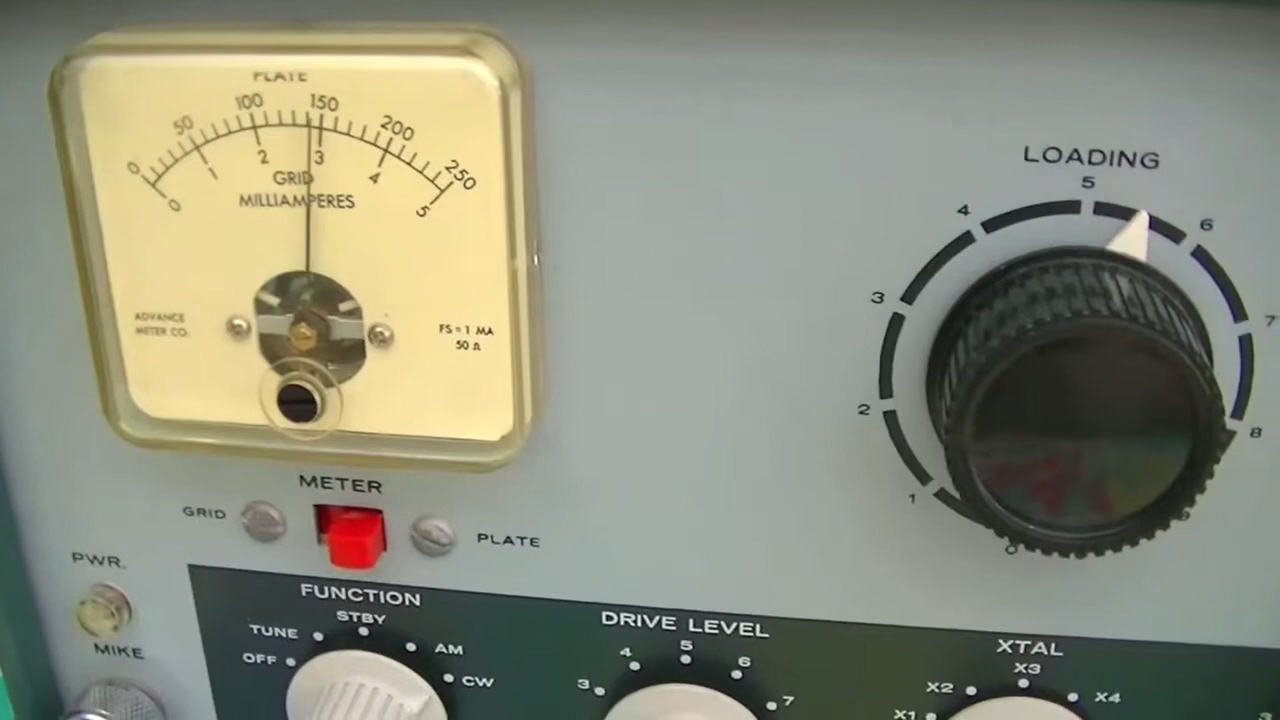 PLATE
0 50 100 150 200 250
0 1 2 3 4 5
GRID
MILLIAMPERES
ADVANCE
METER CO.
FS = 1 MA
50 Ω
LOADING
0 1 2 3 4 5 6 7 8 9
METER
GRID
PLATE
PWR.
MIKE
FUNCTION
OFF TUNE STBY AM CW
DRIVE LEVEL
3 4 5 6 7
XTAL
X1 X2 X3 X4